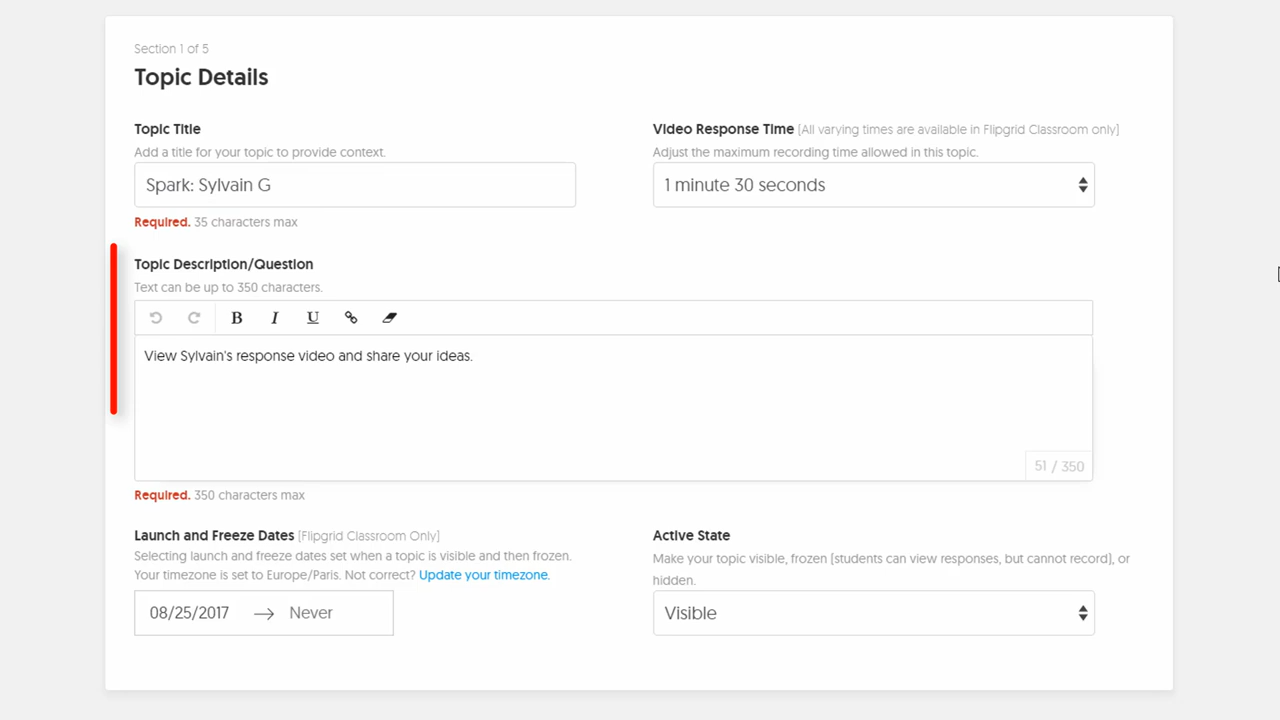 Section 1 of 5
Topic Details
Topic Title
Add a title for your topic to provide context.
Spark: Sylvain G
Required. 35 characters max
Video Response Time [All varying times are available in Flipgrid Classroom only]
Adjust the maximum recording time allowed in this topic.
1 minute 30 seconds
Topic Description/Question
Text can be up to 350 characters.
B I U
View Sylvain's response video and share your ideas.
51 / 350
Required. 350 characters max
Launch and Freeze Dates [Flipgrid Classroom Only]
Selecting launch and freeze dates set when a topic is visible and then frozen.
Your timezone is set to Europe/Paris. Not correct? Update your timezone.
08/25/2017 → Never
Active State
Make your topic visible, frozen [students can view responses, but cannot record], or
hidden.
Visible